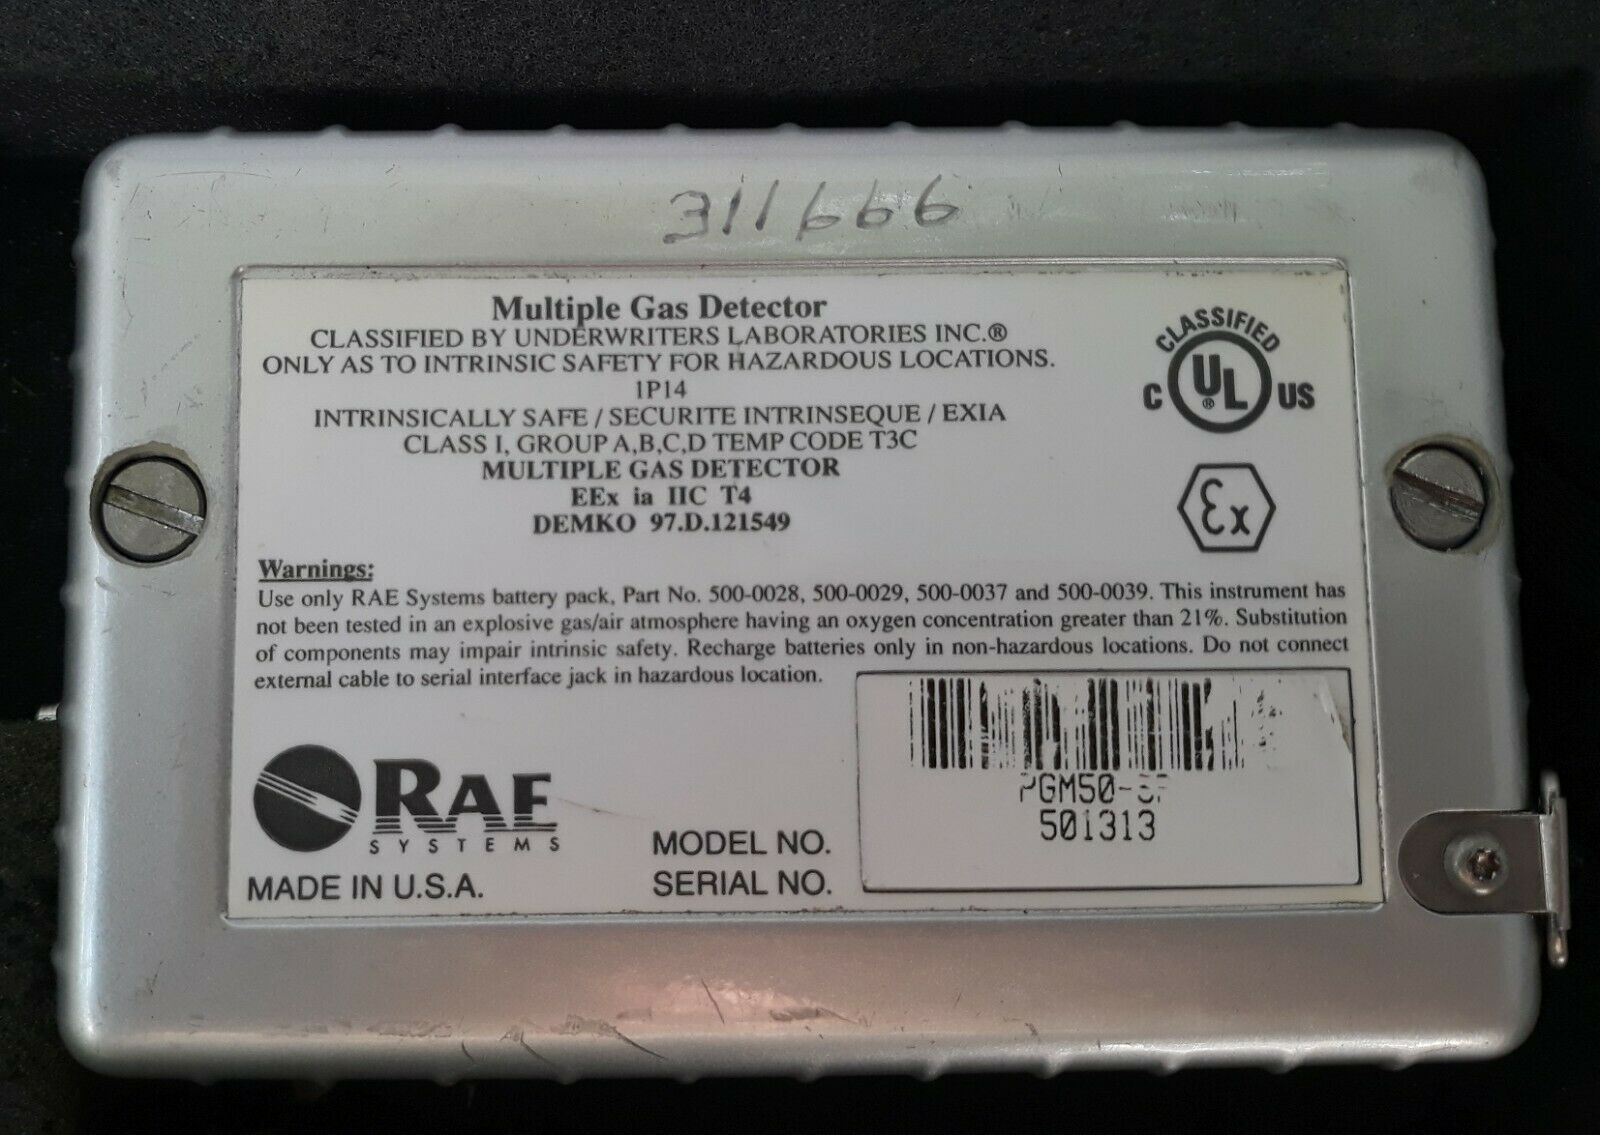 311666
Multiple Gas Detector
CLASSIFIED BY UNDERWRITERS LABORATORIES INC.®
ONLY AS TO INTRINSIC SAFETY FOR HAZARDOUS LOCATIONS.
1P14
INTRINSICALLY SAFE / SECURITE INTRINSEQUE / EXIA
CLASS I, GROUP A,B,C,D TEMP CODE T3C
MULTIPLE GAS DETECTOR
EEx ia IIC T4
DEMKO 97.D.121549
CLASSIFIED
C UL® US
Ex
Warnings:
Use only RAE Systems battery pack, Part No. 500-0028, 500-0029, 500-0037 and 500-0039. This instrument has
not been tested in an explosive gas/air atmosphere having an oxygen concentration greater than 21%. Substitution
of components may impair intrinsic safety. Recharge batteries only in non-hazardous locations. Do not connect
external cable to serial interface jack in hazardous location.
RAE
SYSTEMS
MADE IN U.S.A.
MODEL NO.
SERIAL NO.
501313